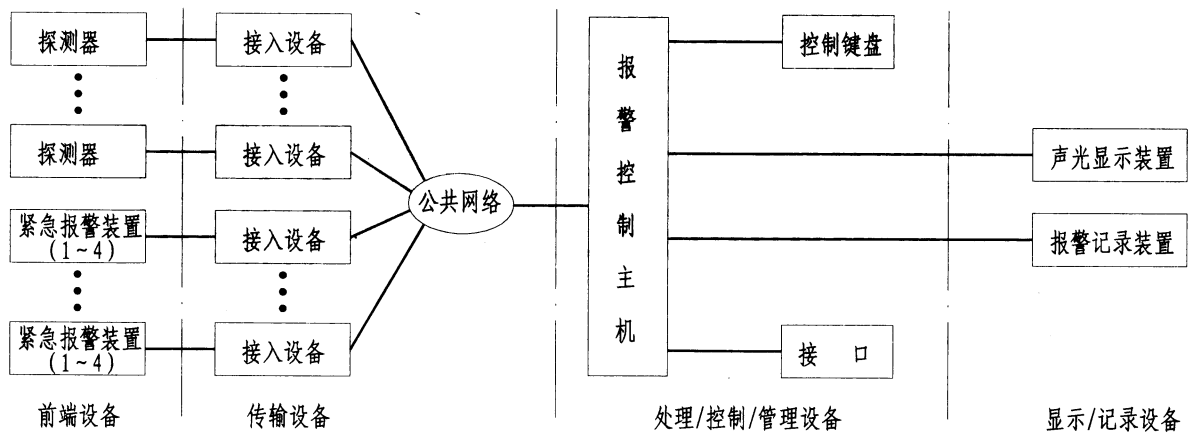 探测器
接入设备
控制键盘
探测器
接入设备
声光显示装置
公共网络
报警控制主机
紧急报警装置
(1~4)
接入设备
报警记录装置
紧急报警装置
(1~4)
接入设备
接 口
前端设备
传输设备
处理/控制/管理设备
显示/记录设备